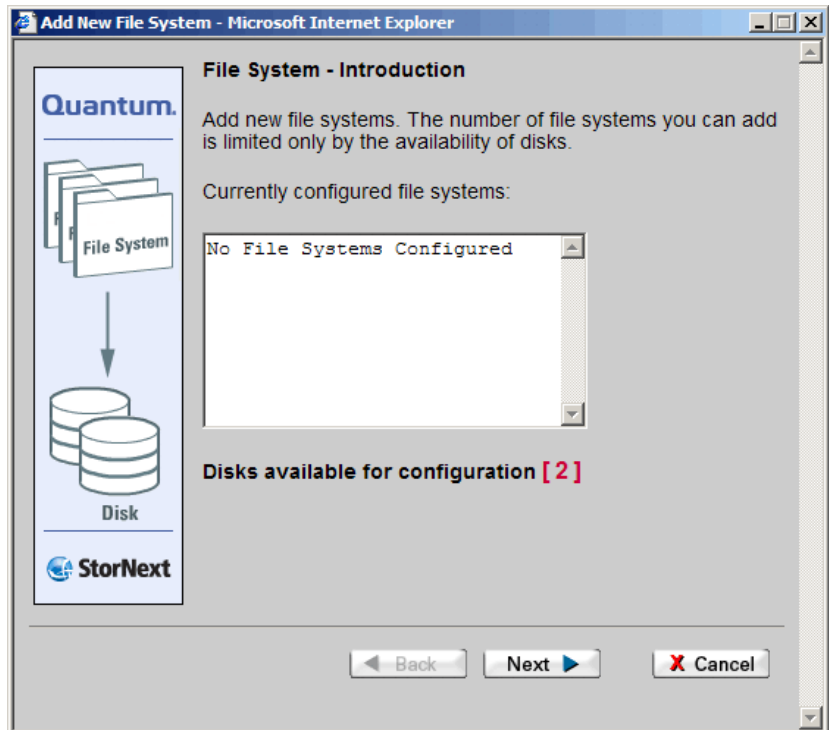 Add New File System - Microsoft Internet Explorer
Quantum.
File System
Disk
StorNext
File System - Introduction
Add new file systems. The number of file systems you can add
is limited only by the availability of disks.
Currently configured file systems:
No File Systems Configured
Disks available for configuration [ 2 ]
Back
Next
X Cancel